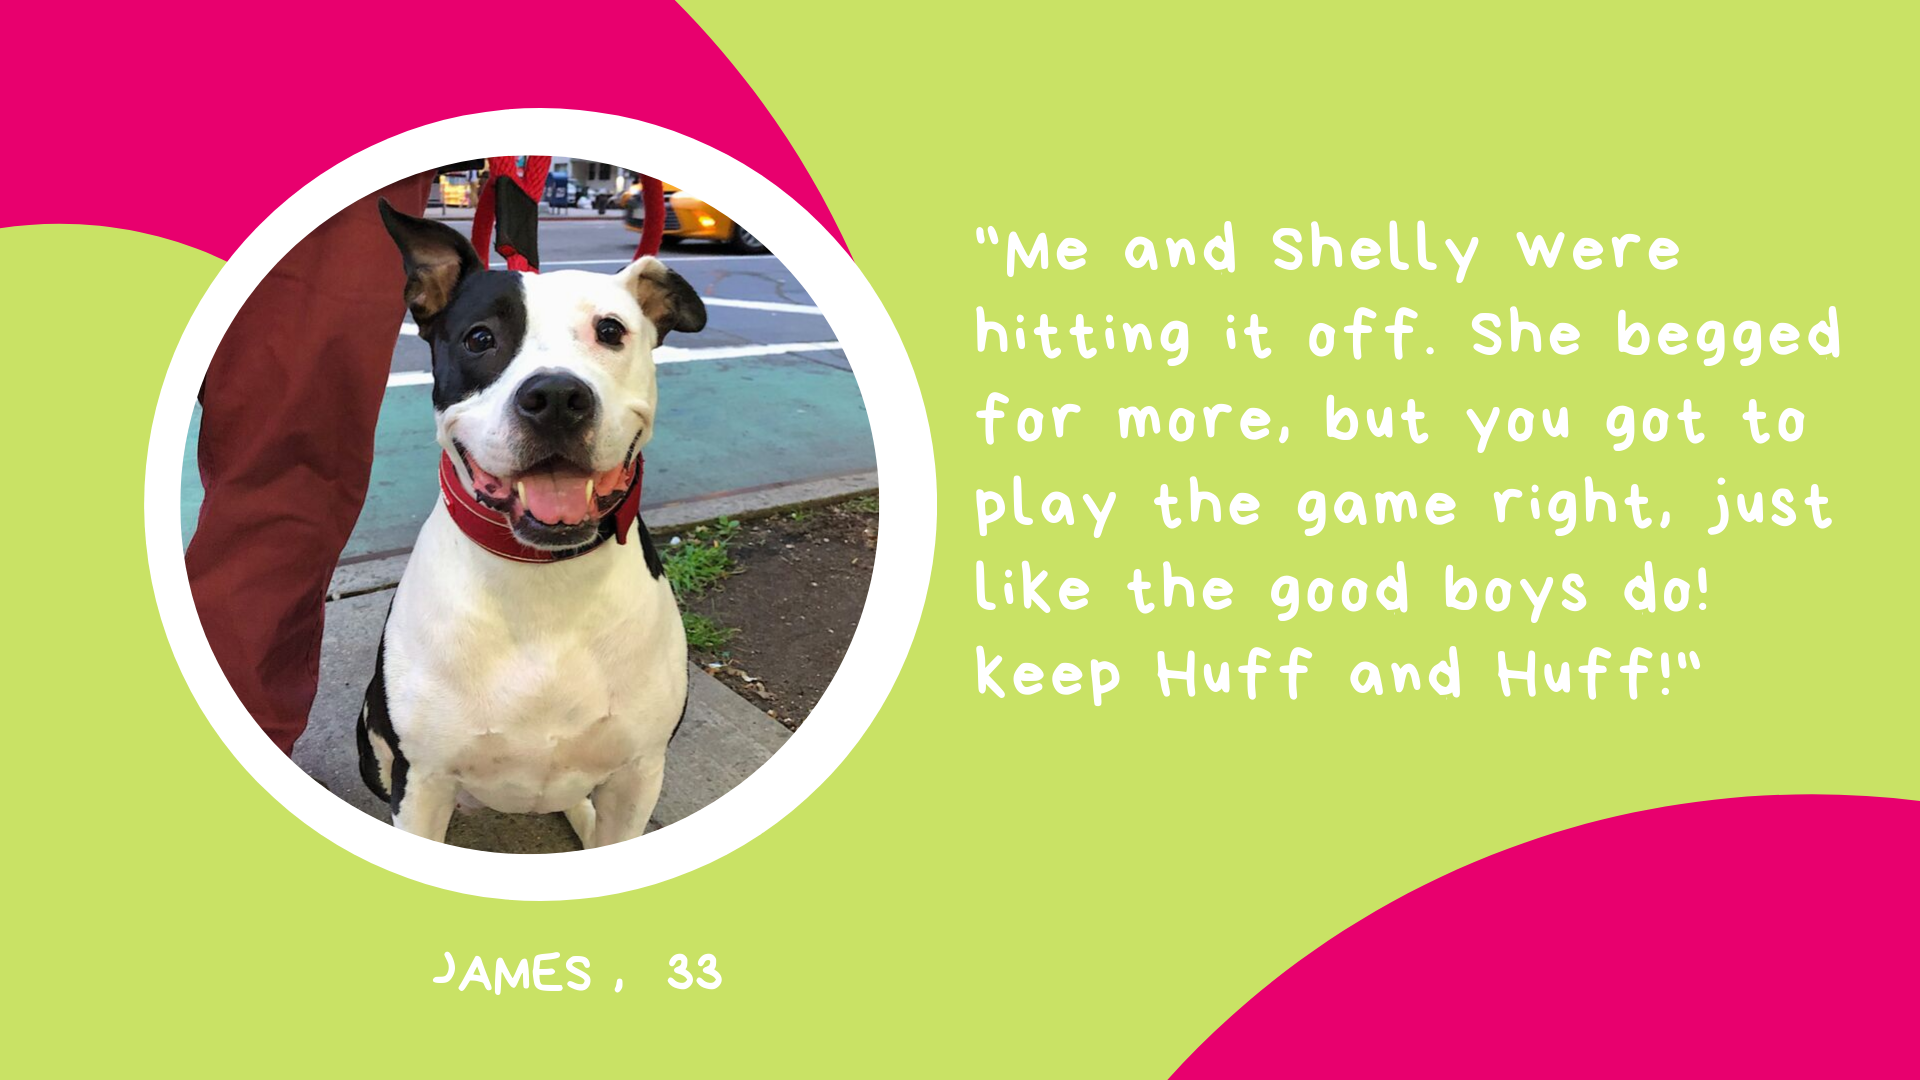 "Me and Shelly were
hitting it off. She begged
for more, but you got to
play the game right, just
like the good boys do!
keep Huff and Huff!"
JAMES , 33